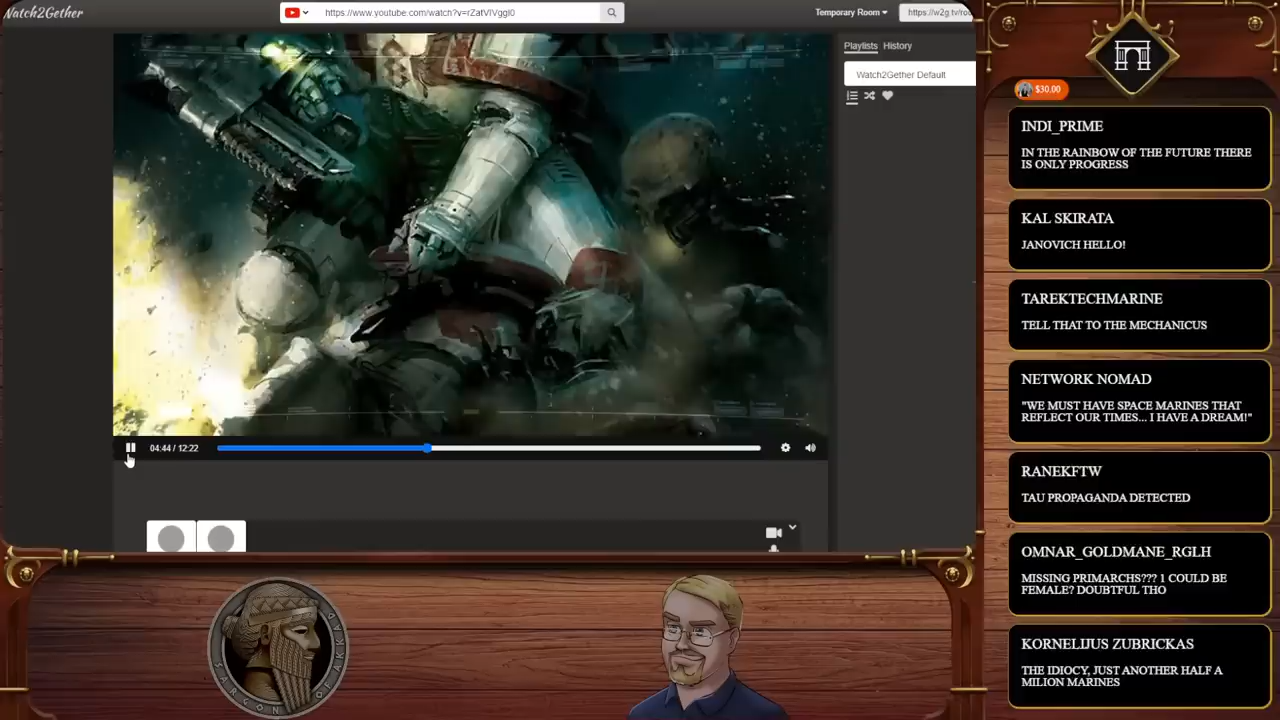 Watch2Gether
https://www.youtube.com/watch?v=rZatVlVggI0
Temporary Room
https://w2g.tv/roo
Playlists History
Watch2Gether Default
$30.00
INDI_PRIME
IN THE RAINBOW OF THE FUTURE THERE
IS ONLY PROGRESS
KAL SKIRATA
JANOVICH HELLO!
TAREKTECHMARINE
TELL THAT TO THE MECHANICUS
NETWORK NOMAD
"WE MUST HAVE SPACE MARINES THAT
REFLECT OUR TIMES... I HAVE A DREAM!"
RANEKFTW
TAU PROPAGANDA DETECTED
OMNAR_GOLDMANE_RGLH
MISSING PRIMARCHS??? 1 COULD BE
FEMALE? DOUBTFUL THO
KORNELIJUS ZUBRICKAS
THE IDIOCY, JUST ANOTHER HALF A
MILION MARINES
04:44 / 12:22
SARGON OF AKKAD